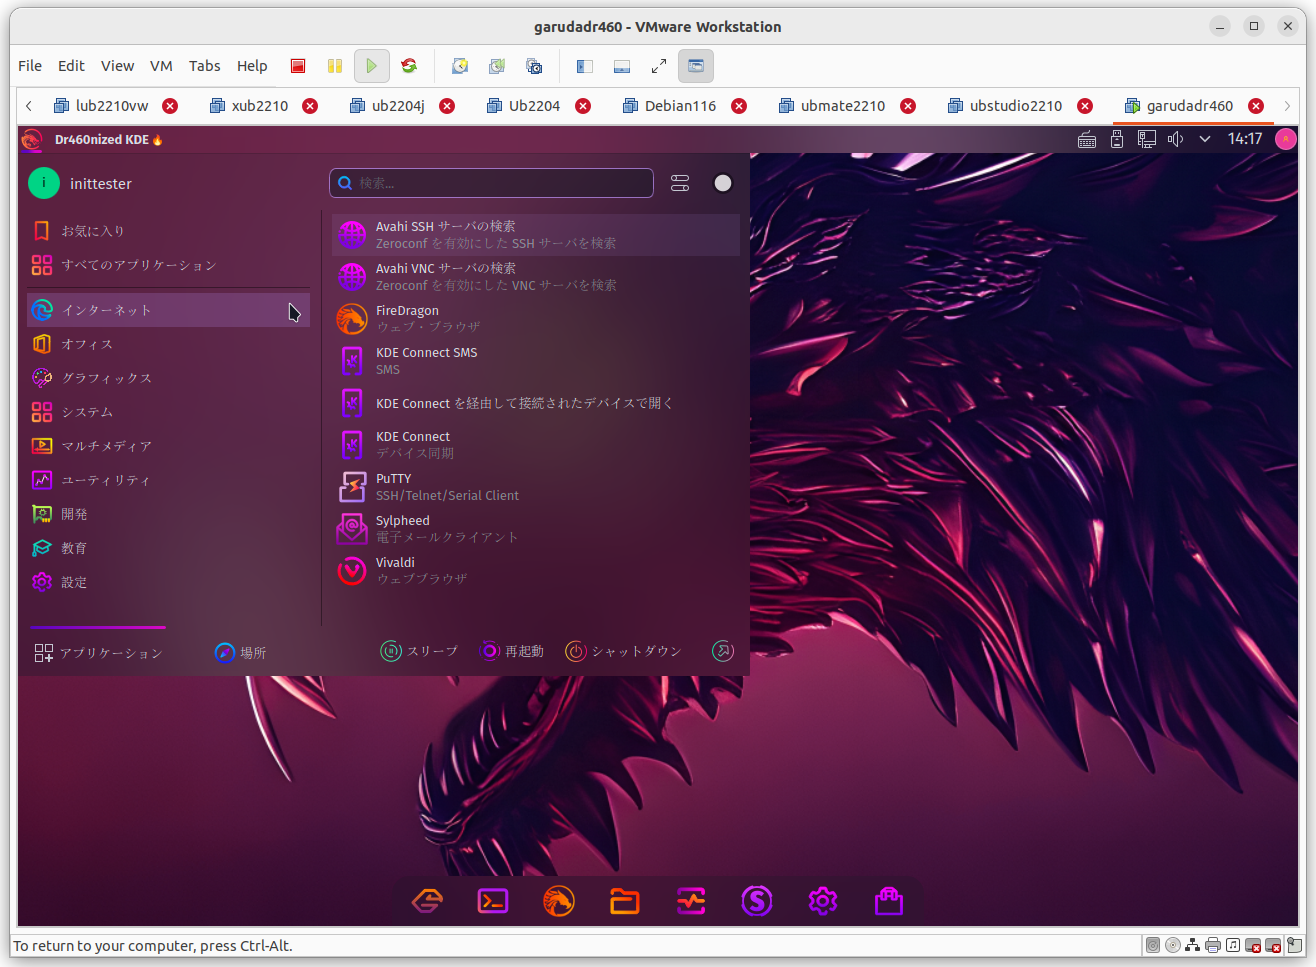 garudadr460 - VMware Workstation
File Edit View VM Tabs Help
lub2210vw xub2210 ub2204j Ub2204 Debian116 ubmate2210 ubstudio2210 garudadr460
Dr460nized KDE🔥 14:17
i inittester
検索...
お気に入り
すべてのアプリケーション
インターネット
オフィス
グラフィックス
システム
マルチメディア
ユーティリティ
開発
教育
設定
Avahi SSH サーバの検索
Zeroconf を有効にした SSH サーバを検索
Avahi VNC サーバの検索
Zeroconf を有効にした VNC サーバを検索
FireDragon
ウェブ・ブラウザ
KDE Connect SMS
SMS
KDE Connect を経由して接続されたデバイスで開く
KDE Connect
デバイス同期
PuTTY
SSH/Telnet/Serial Client
Sylpheed
電子メールクライアント
Vivaldi
ウェブブラウザ
アプリケーション 場所 スリープ 再起動 シャットダウン
To return to your computer, press Ctrl-Alt.